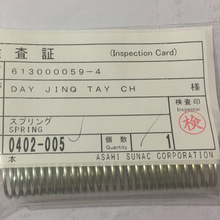 査証 (Inspection Card)
613000059-4
DAY JINQ TAY CH 様
検査印
Inspector
スプリング
SPRING
検
0402-005 個数 Quantity 1
本 ASAHI SUNAC CORPORATION